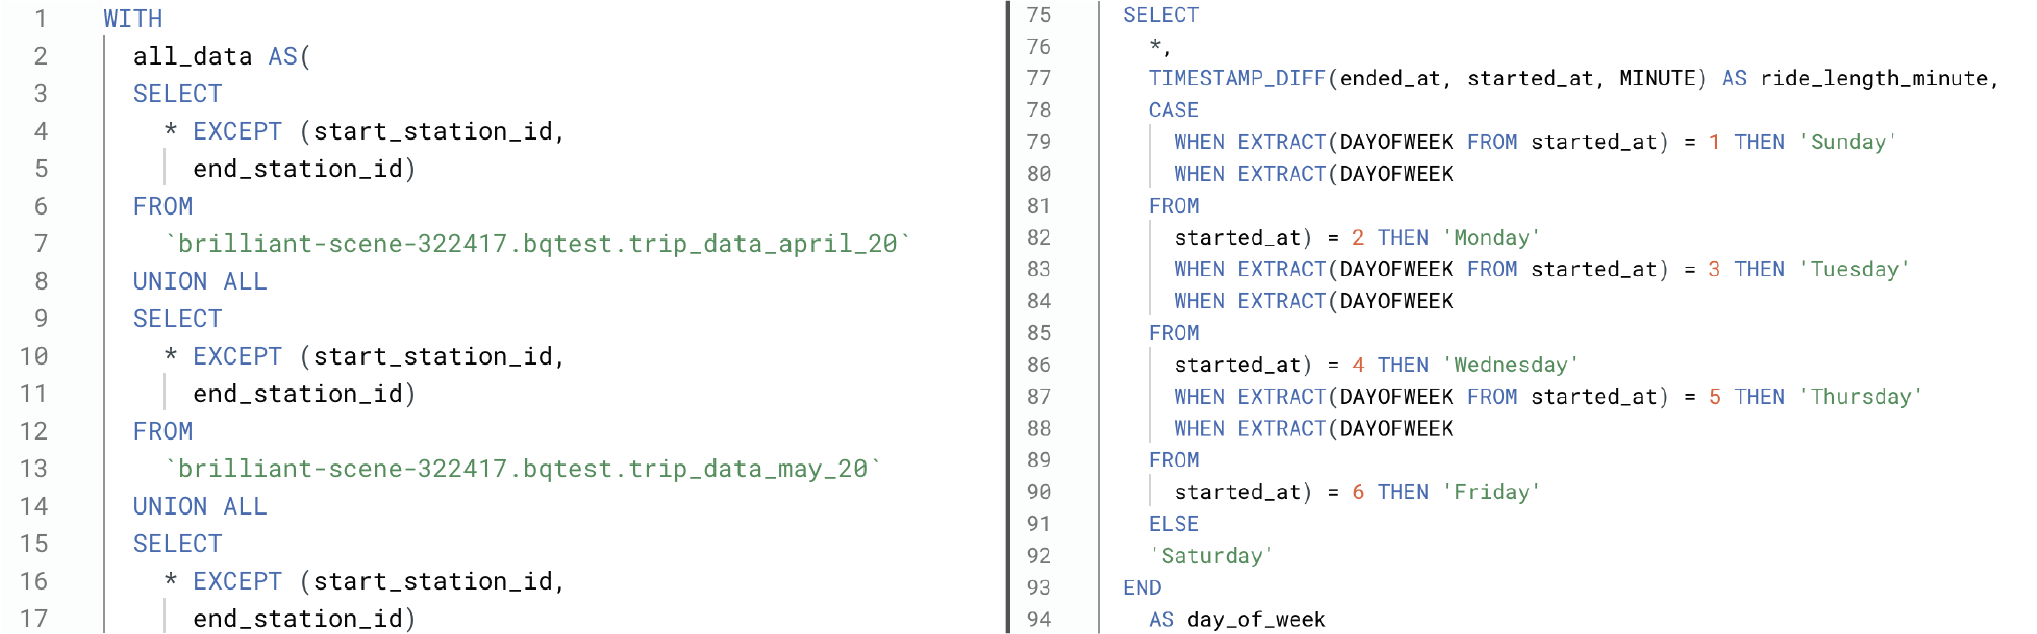 1 WITH
2 all_data AS(
3 SELECT
4 * EXCEPT (start_station_id,
5 end_station_id)
6 FROM
7 `brilliant-scene-322417.bqtest.trip_data_april_20`
8 UNION ALL
9 SELECT
10 * EXCEPT (start_station_id,
11 end_station_id)
12 FROM
13 `brilliant-scene-322417.bqtest.trip_data_may_20`
14 UNION ALL
15 SELECT
16 * EXCEPT (start_station_id,
17 end_station_id)
75 SELECT
76 *,
77 TIMESTAMP_DIFF(ended_at, started_at, MINUTE) AS ride_length_minute,
78 CASE
79 WHEN EXTRACT(DAYOFWEEK FROM started_at) = 1 THEN 'Sunday'
80 WHEN EXTRACT(DAYOFWEEK
81 FROM
82 started_at) = 2 THEN 'Monday'
83 WHEN EXTRACT(DAYOFWEEK FROM started_at) = 3 THEN 'Tuesday'
84 WHEN EXTRACT(DAYOFWEEK
85 FROM
86 started_at) = 4 THEN 'Wednesday'
87 WHEN EXTRACT(DAYOFWEEK FROM started_at) = 5 THEN 'Thursday'
88 WHEN EXTRACT(DAYOFWEEK
89 FROM
90 started_at) = 6 THEN 'Friday'
91 ELSE
92 'Saturday'
93 END
94 AS day_of_week